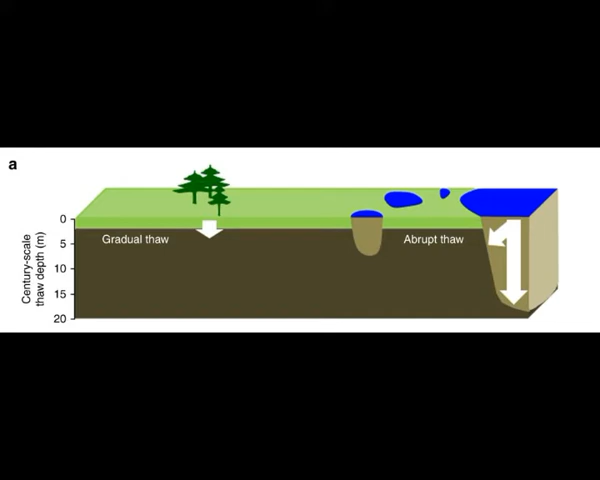 a
Century-scale
thaw depth (m)
0
5
10
15
20
Gradual thaw
Abrupt thaw